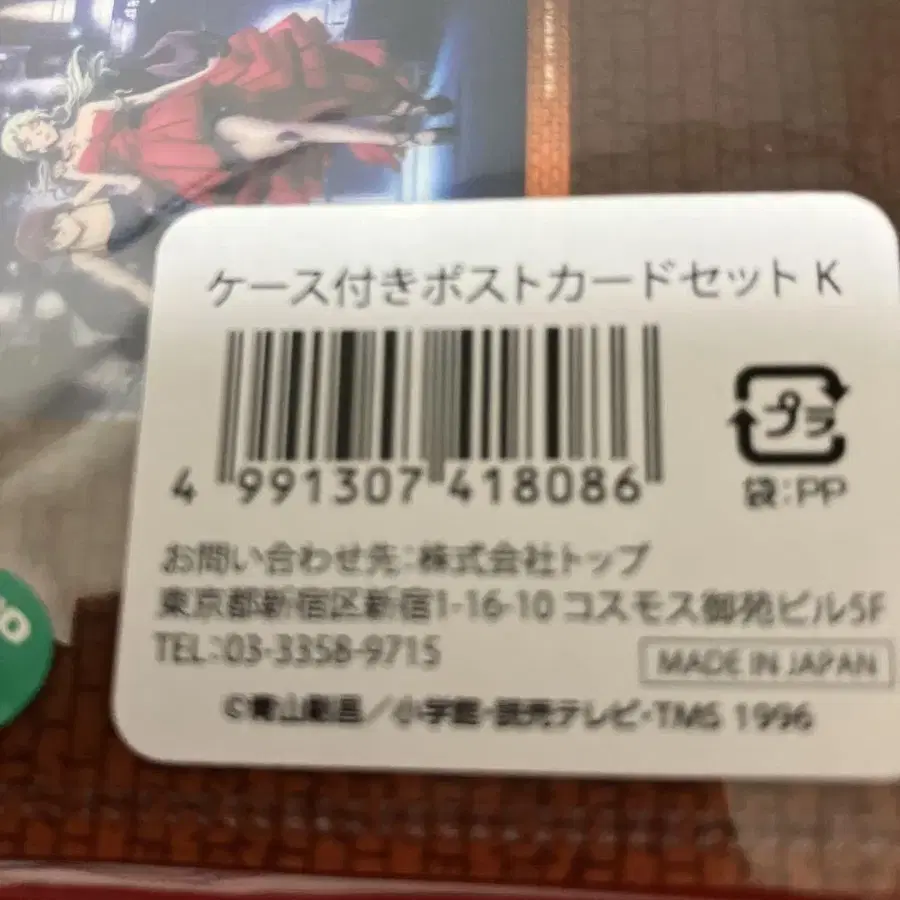 ケース付きポストカードセット K
4 991307 418086
プラ
袋:PP
お問い合わせ先:株式会社トップ
東京都新宿区新宿1-16-10 コスモス御苑ビル5F
TEL:03-3358-9715
MADE IN JAPAN
©青山剛昌／小学館・読売テレビ・TMS 1996